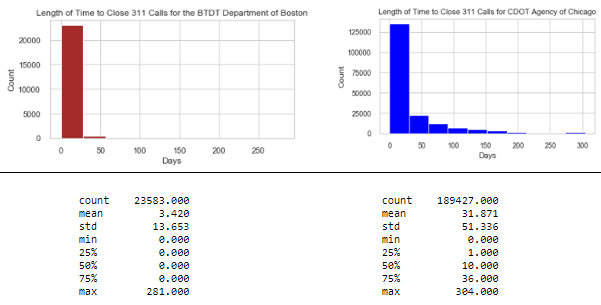 Length of Time to Close 311 Calls for the BTDT Department of Boston
20000
15000
10000
5000
0
Count
0 50 100 150 200 250
Days
Length of Time to Close 311 Calls for CDOT Agency of Chicago
125000
100000
75000
50000
25000
0
Count
0 50 100 150 200 250 300
Days
count 23583.000
mean 3.420
std 13.653
min 0.000
25% 0.000
50% 0.000
75% 0.000
max 281.000
count 189427.000
mean 31.871
std 51.336
min 0.000
25% 1.000
50% 10.000
75% 36.000
max 304.000